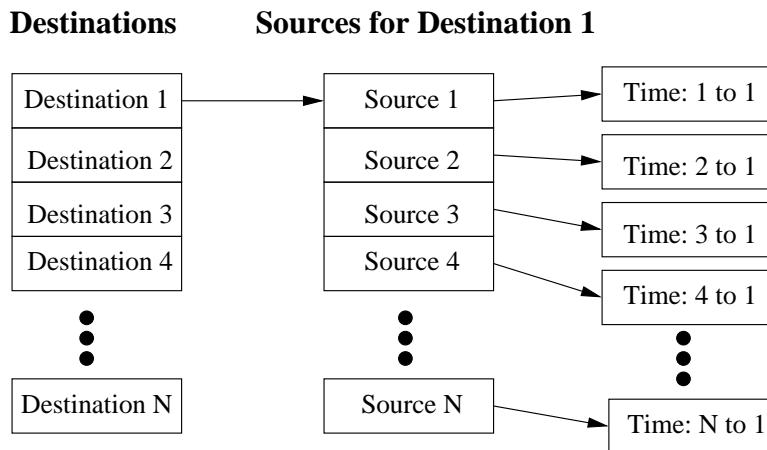 Destinations
Sources for Destination 1
Destination 1
Source 1
Time: 1 to 1
Destination 2
Source 2
Time: 2 to 1
Destination 3
Source 3
Time: 3 to 1
Destination 4
Source 4
Time: 4 to 1
Destination N
Source N
Time: N to 1